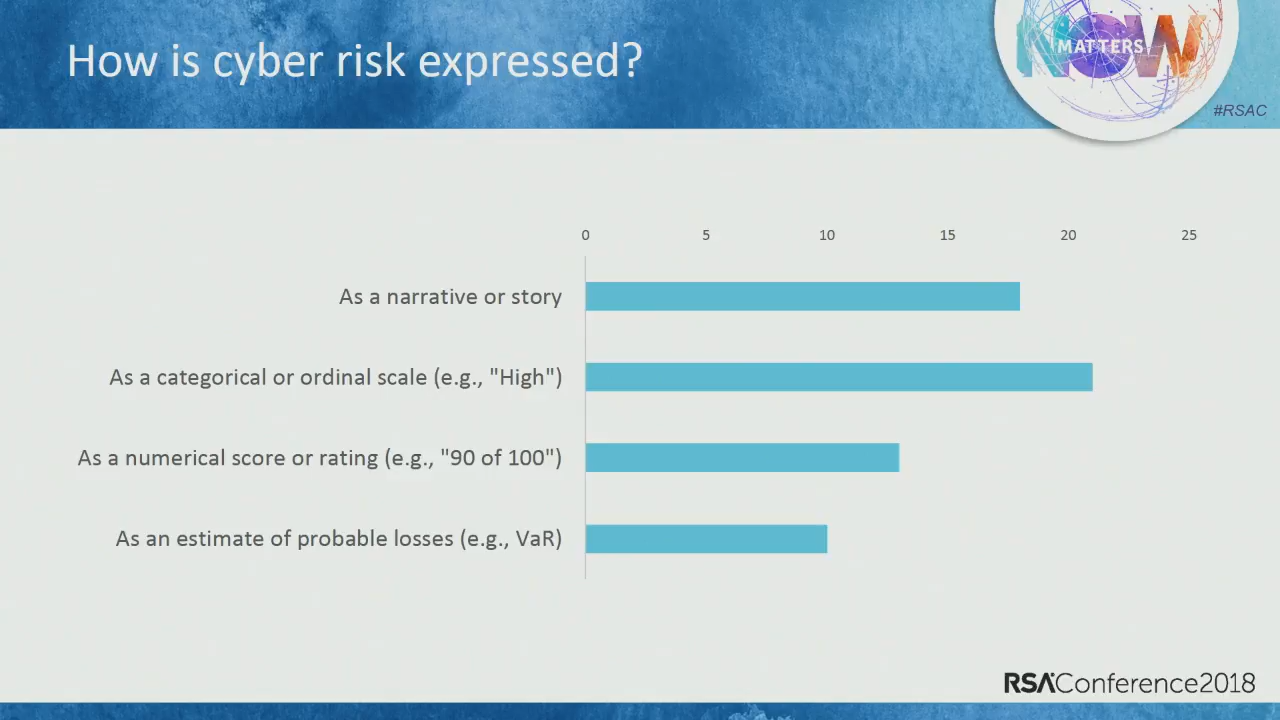 How is cyber risk expressed?
NOW
MATTERS
#RSAC
0 5 10 15 20 25
As a narrative or story
As a categorical or ordinal scale (e.g., "High")
As a numerical score or rating (e.g., "90 of 100")
As an estimate of probable losses (e.g., VaR)
RSAConference2018